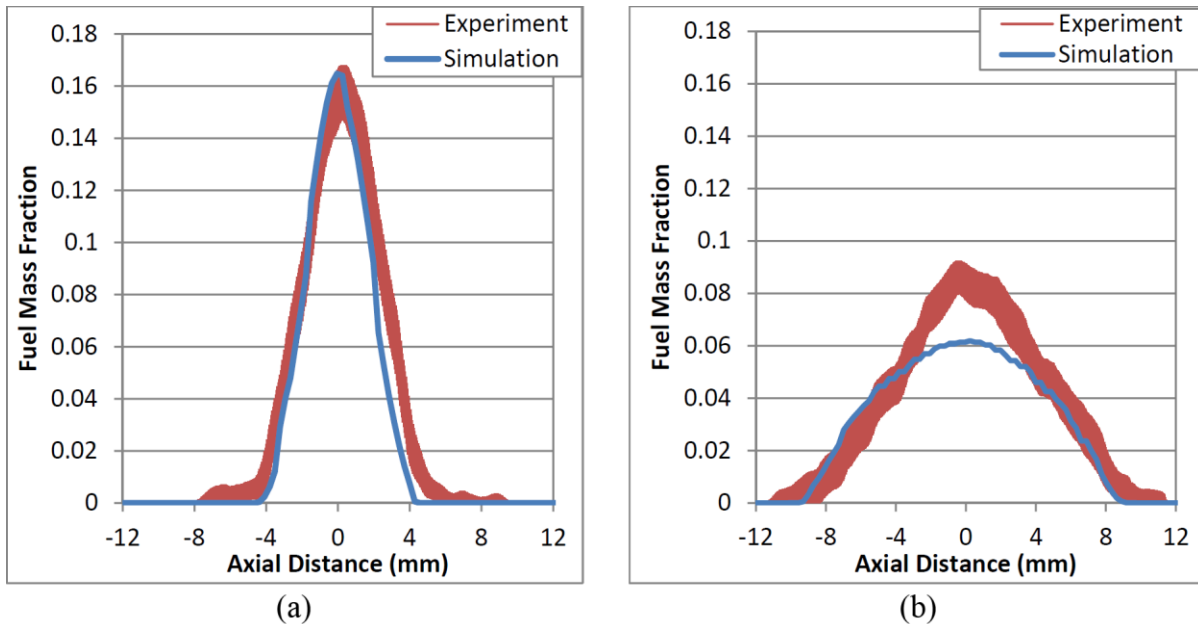 Experiment
Simulation
0.18
0.16
0.14
0.12
0.1
0.08
0.06
0.04
0.02
0
Fuel Mass Fraction
-12 -8 -4 0 4 8 12
Axial Distance (mm)
(a)
Experiment
Simulation
0.18
0.16
0.14
0.12
0.1
0.08
0.06
0.04
0.02
0
Fuel Mass Fraction
-12 -8 -4 0 4 8 12
Axial Distance (mm)
(b)